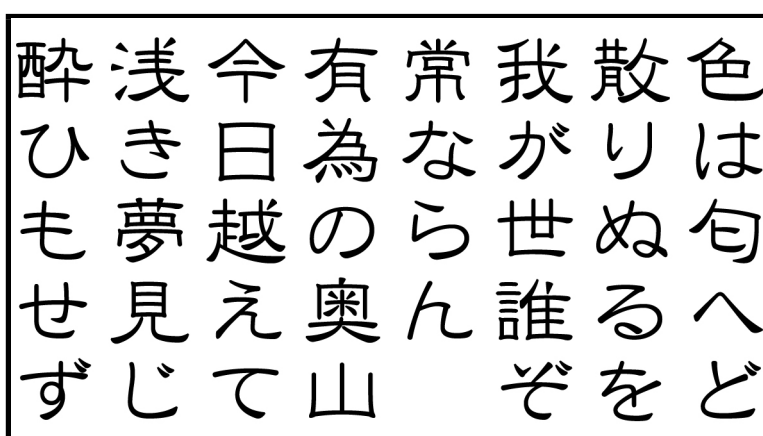 色は匂へど
散りぬるを
我が世誰ぞ
常ならん
有為の奥山
今日越えて
浅き夢見じ
酔ひもせず